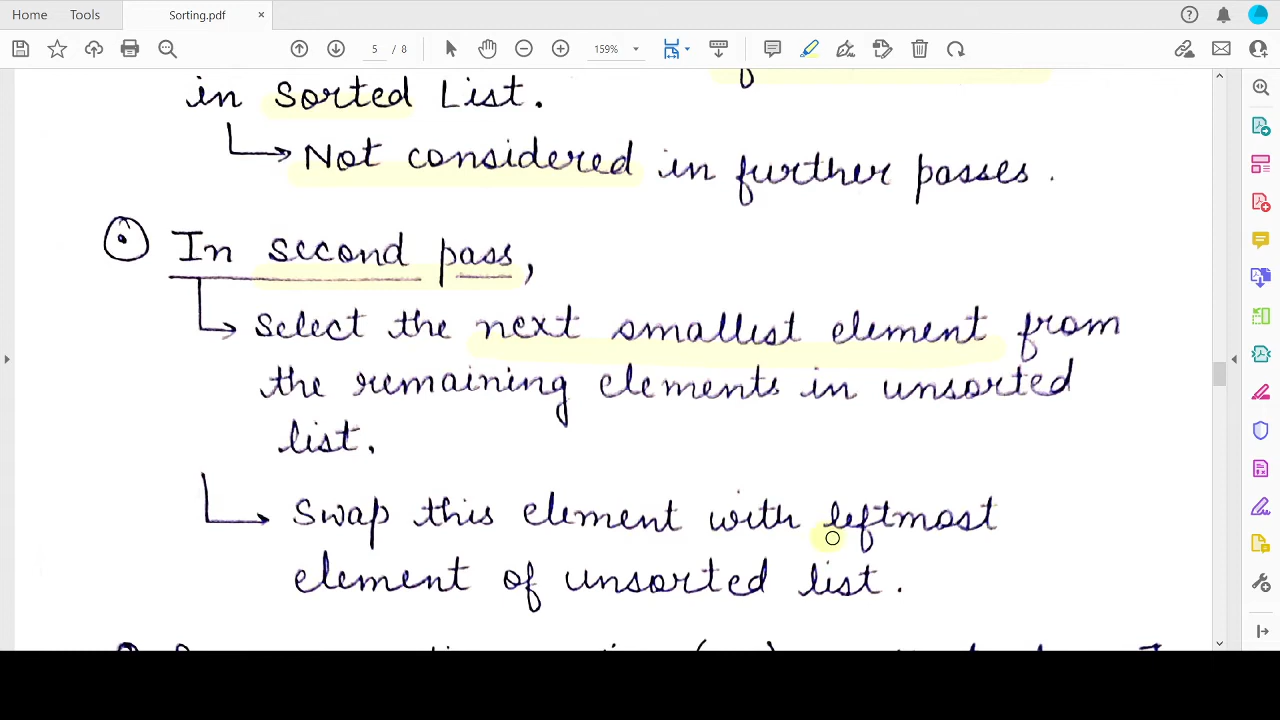 Home Tools Sorting.pdf ×
5 / 8 159%
in Sorted List.
Not considered in further passes.
In second pass,
Select the next smallest element from
the remaining elements in unsorted
list.
Swap this element with leftmost
element of unsorted list.